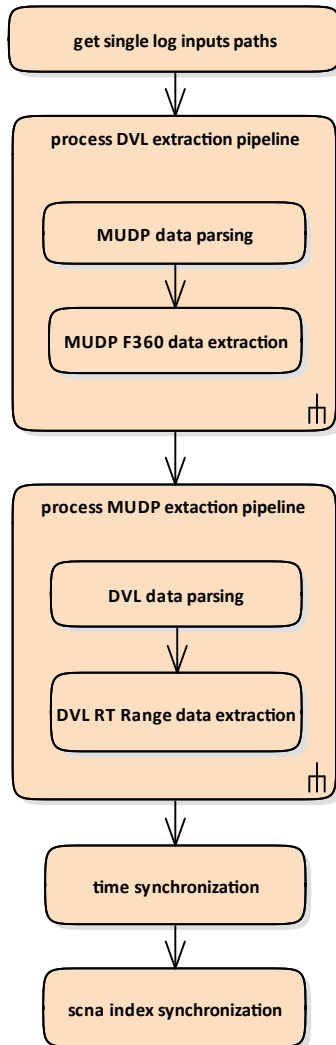 get single log inputs paths
process DVL extraction pipeline
MUDP data parsing
MUDP F360 data extraction
process MUDP extaction pipeline
DVL data parsing
DVL RT Range data extraction
time synchronization
scna index synchronization